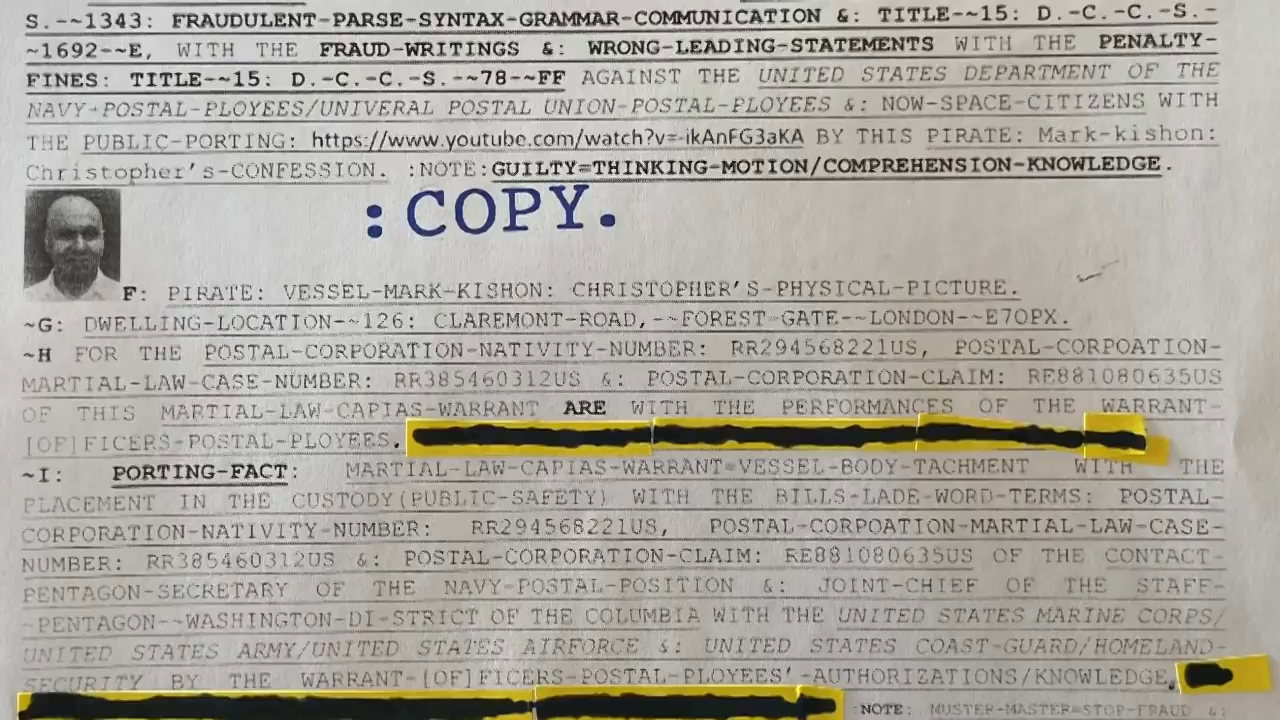 S.-~1343: FRAUDULENT-PARSE-SYNTAX-GRAMMAR-COMMUNICATION &: TITLE-~15: D.-C.-C.-S.-
~1692-~E, WITH THE FRAUD-WRITINGS &: WRONG-LEADING-STATEMENTS WITH THE PENALTY-
FINES: TITLE-~15: D.-C.-C.-S.-~78-~FF AGAINST THE UNITED STATES DEPARTMENT OF THE
NAVY-POSTAL-PLOYEES/UNIVERAL POSTAL UNION-POSTAL-PLOYEES &: NOW-SPACE-CITIZENS WITH
THE PUBLIC-PORTING: https://www.youtube.com/watch?v=-ikAnFG3aKA BY THIS PIRATE: Mark-kishon:
Christopher's-CONFESSION. :NOTE:GUILTY=THINKING-MOTION/COMPREHENSION-KNOWLEDGE.
:COPY.
F: PIRATE: VESSEL-MARK-KISHON: CHRISTOPHER'S-PHYSICAL-PICTURE.
~G: DWELLING-LOCATION-~126: CLAREMONT-ROAD,-~FOREST-GATE-~LONDON-~E7OPX.
~H FOR THE POSTAL-CORPORATION-NATIVITY-NUMBER: RR294568221US, POSTAL-CORPOATION-
MARTIAL-LAW-CASE-NUMBER: RR385460312US &: POSTAL-CORPORATION-CLAIM: RE881080635US
OF THIS MARTIAL-LAW-CAPIAS-WARRANT ARE WITH THE PERFORMANCES OF THE WARRANT-
[OF]FICERS-POSTAL-PLOYEES.
~I: PORTING-FACT: MARTIAL-LAW-CAPIAS-WARRANT=VESSEL-BODY-TACHMENT WITH THE
PLACEMENT IN THE CUSTODY(PUBLIC-SAFETY) WITH THE BILLS-LADE-WORD-TERMS: POSTAL-
CORPORATION-NATIVITY-NUMBER: RR294568221US, POSTAL-CORPOATION-MARTIAL-LAW-CASE-
NUMBER: RR385460312US &: POSTAL-CORPORATION-CLAIM: RE881080635US OF THE CONTACT-
PENTAGON-SECRETARY OF THE NAVY-POSTAL-POSITION &: JOINT-CHIEF OF THE STAFF-
-PENTAGON-~WASHINGTON-DI-STRICT OF THE COLUMBIA WITH THE UNITED STATES MARINE CORPS/
UNITED STATES ARMY/UNITED STATES AIRFORCE &: UNITED STATES COAST-GUARD/HOMELAND-
SECURITY BY THE WARRANT-[OF]FICERS-POSTAL-PLOYEES'-AUTHORIZATIONS/KNOWLEDGE.
:NOTE: MUSTER-MASTER=STOP-FRAUD &: